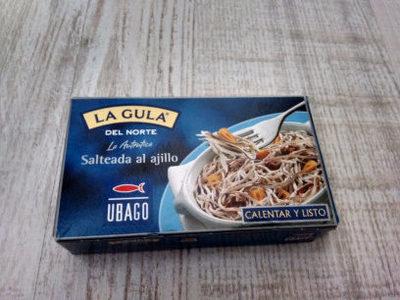 LA GULA
DEL NORTE
La Auténtica
Salteada al ajillo
UBAGO
CALENTAR Y LISTO